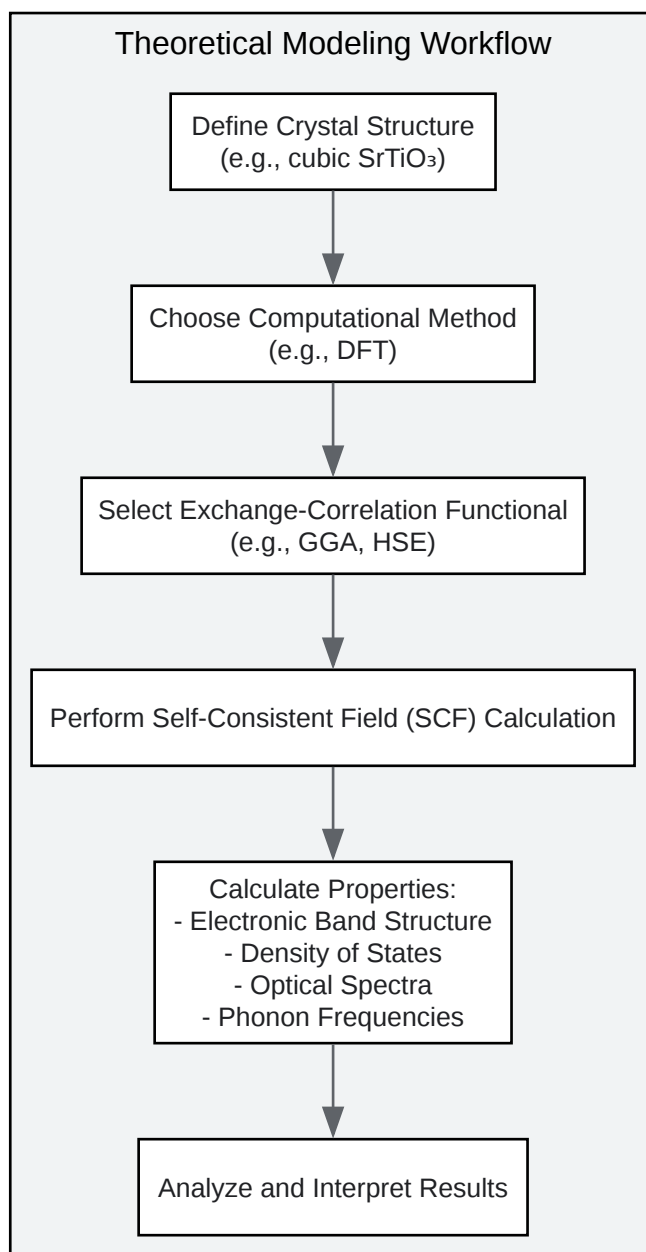 Theoretical Modeling Workflow
Define Crystal Structure
(e.g., cubic SrTiO₃)
Choose Computational Method
(e.g., DFT)
Select Exchange-Correlation Functional
(e.g., GGA, HSE)
Perform Self-Consistent Field (SCF) Calculation
Calculate Properties:
- Electronic Band Structure
- Density of States
- Optical Spectra
- Phonon Frequencies
Analyze and Interpret Results